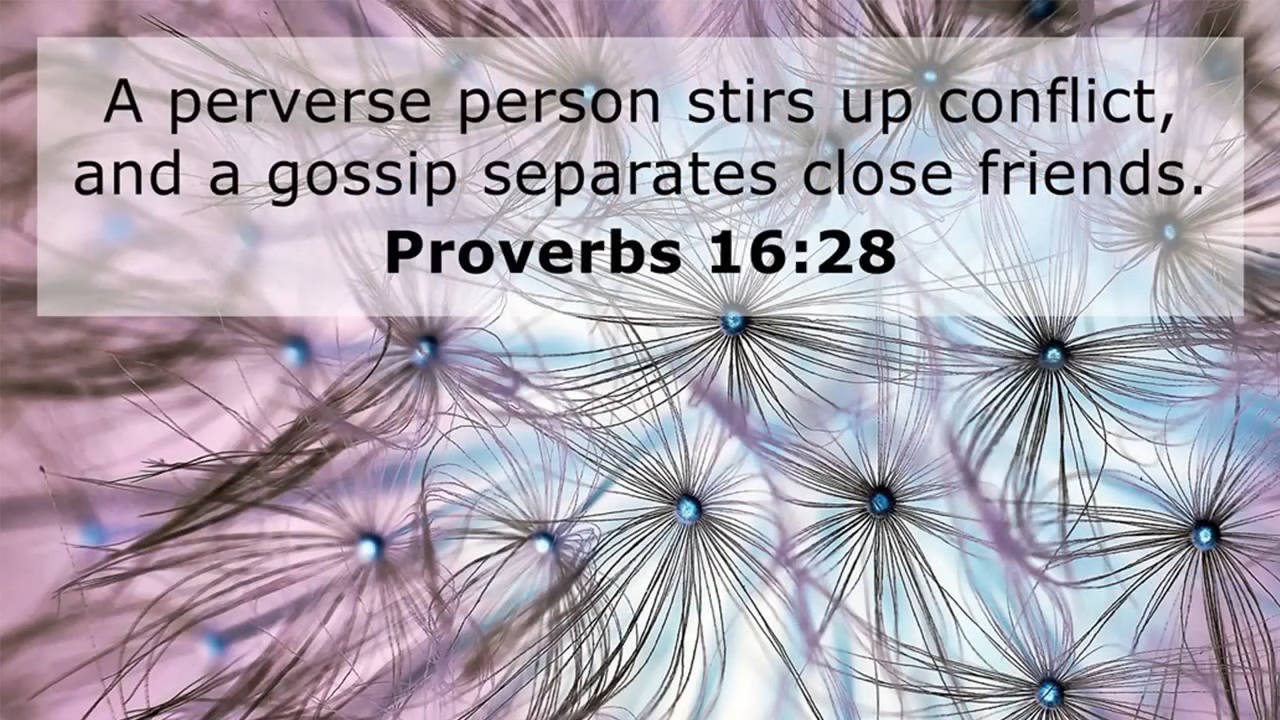 A perverse person stirs up conflict,
and a gossip separates close friends.
Proverbs 16:28